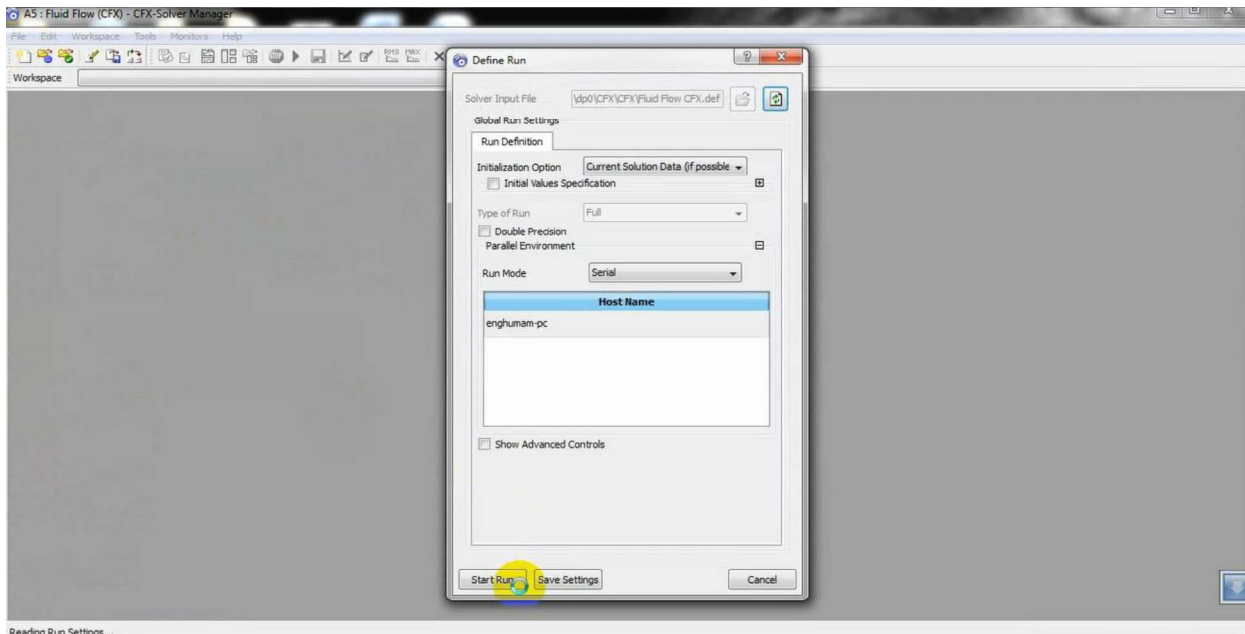 A5 : Fluid Flow (CFX) - CFX-Solver Manager
File Edit Workspace Tools Monitors Help
RMS MAX
Workspace
Define Run
Solver Input File \dp0\CFX\CFX\Fluid Flow CFX.def
Global Run Settings
Run Definition
Initialization Option Current Solution Data (if possible
Initial Values Specification
Type of Run Full
Double Precision
Parallel Environment
Run Mode Serial
Host Name
enghumam-pc
Show Advanced Controls
Start Run Save Settings Cancel
Reading Run Settings...